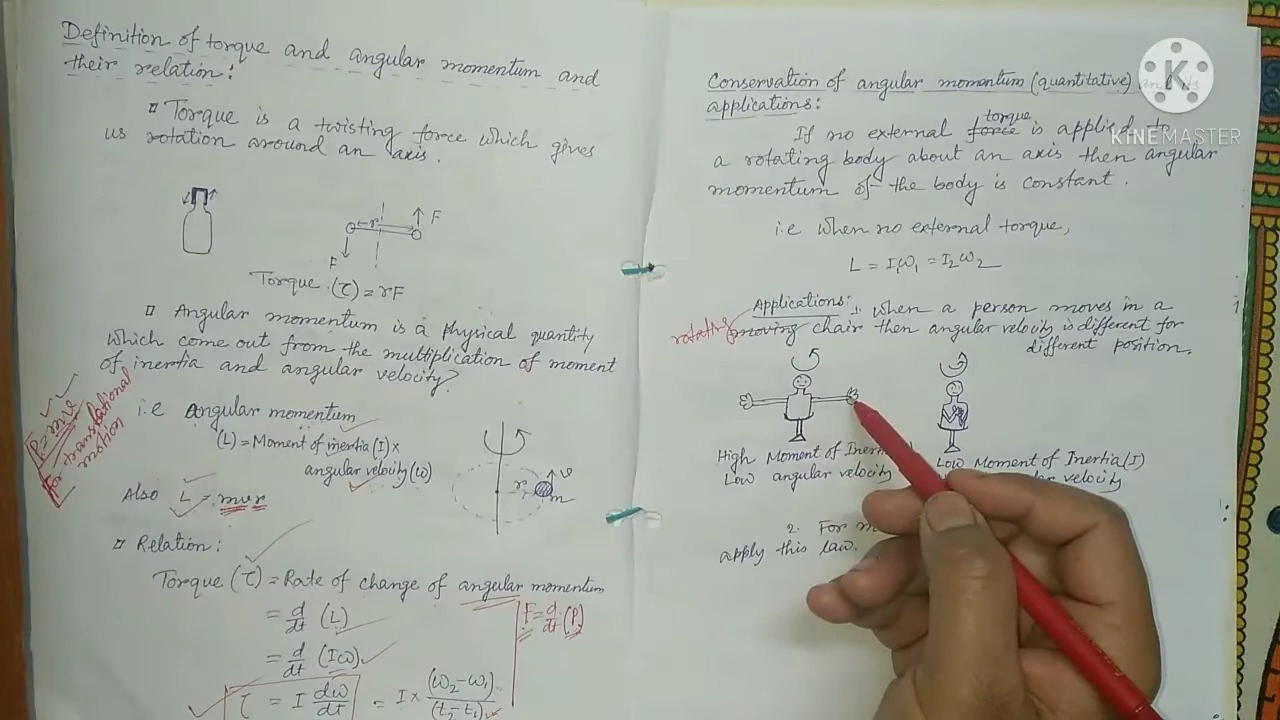 Definition of torque and angular momentum and
their relation:
Torque is a twisting force which gives
us rotation around an axis.
r
F
F
Torque (τ) = rF
Angular momentum is a physical quantity
which come out from the multiplication of moment
of inertia and angular velocity?
i.e angular momentum
(L) = Moment of inertia (I) ×
angular velocity (ω)
P = mv
For translational
motion
v
r
m
Also L = mvr
Relation:
Torque (τ) = Rate of change of angular momentum
= d/dt (L)
F = d/dt (P)
= d/dt (Iω)
τ = I dω/dt = I × (ω2-ω1)/(t2-t1)
Conservation of angular momentum (quantitative)
applications:
torque
If no external force is applied to
a rotating body about an axis then angular
momentum of the body is constant.
i.e when no external torque,
L = I1ω1 = I2ω2
Applications: 1. when a person moves in a
rotating moving chair then angular velocity is different for
different position.
High Moment of Inertia
Low angular velocity
Low Moment of Inertia (I)
velocity
2. For
apply this law.
K
KINEMASTER